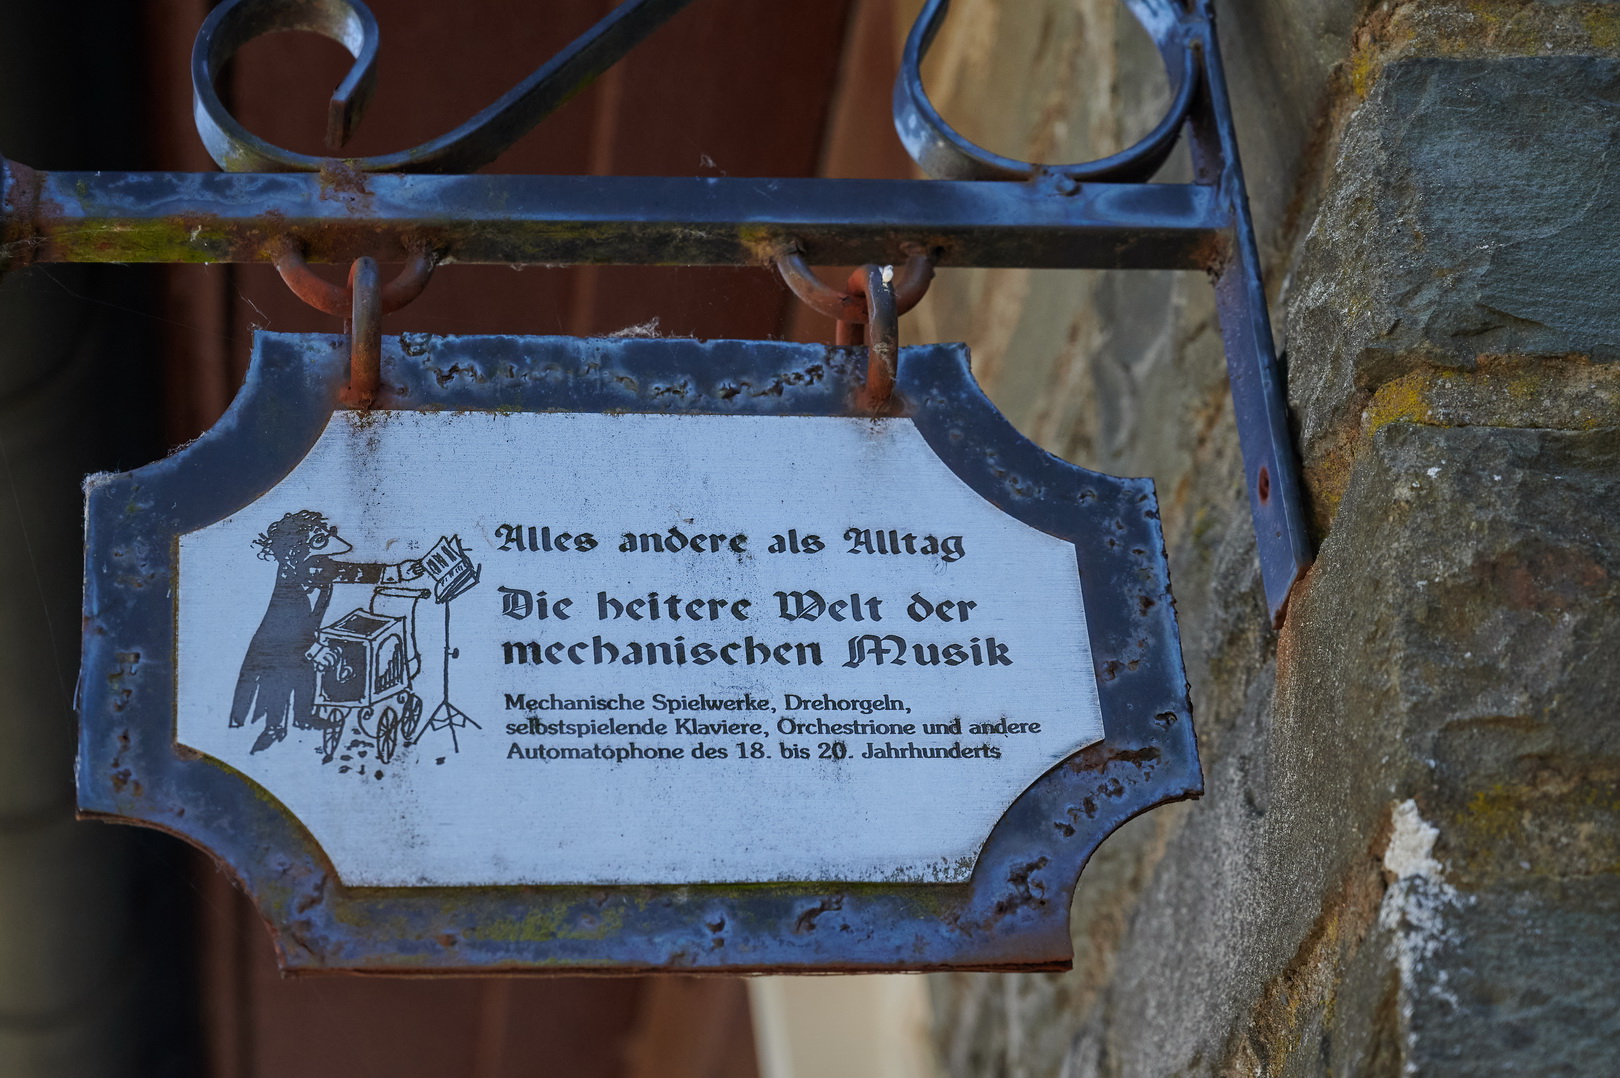 Alles andere als Alltag
Die heitere Welt der
mechanischen Musik
Mechanische Spielwerke, Drehorgeln,
selbstspielende Klaviere, Orchestrione und andere
Automatophone des 18. bis 20. Jahrhunderts